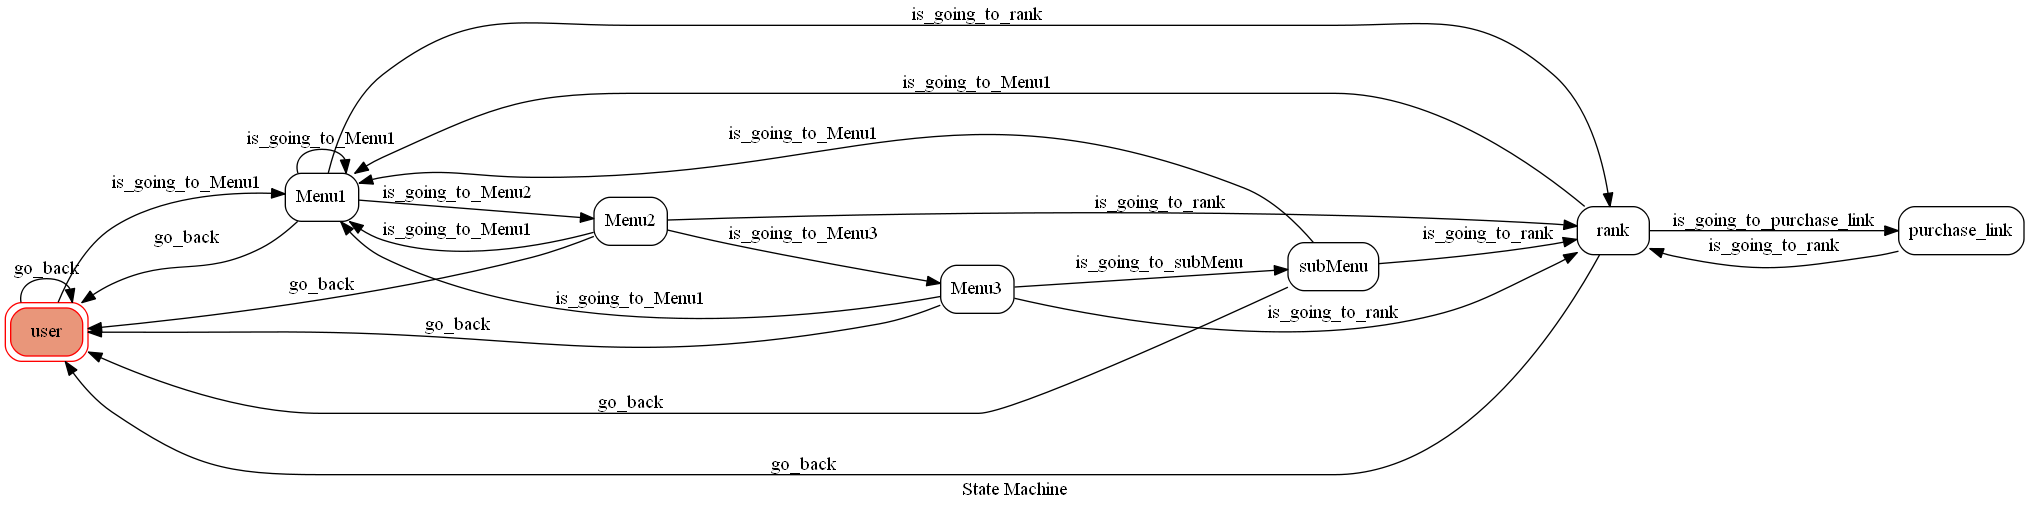 is_going_to_rank
is_going_to_Menu1
is_going_to_Menu1
is_going_to_Menu1
is_going_to_Menu1
Menu1
is_going_to_Menu2
is_going_to_rank
Menu2
is_going_to_Menu1
is_going_to_Menu3
is_going_to_rank
rank
is_going_to_purchase_link
purchase_link
is_going_to_rank
go_back
go_back
is_going_to_subMenu
subMenu
go_back
Menu3
is_going_to_Menu1
is_going_to_rank
user
go_back
go_back
go_back
State Machine